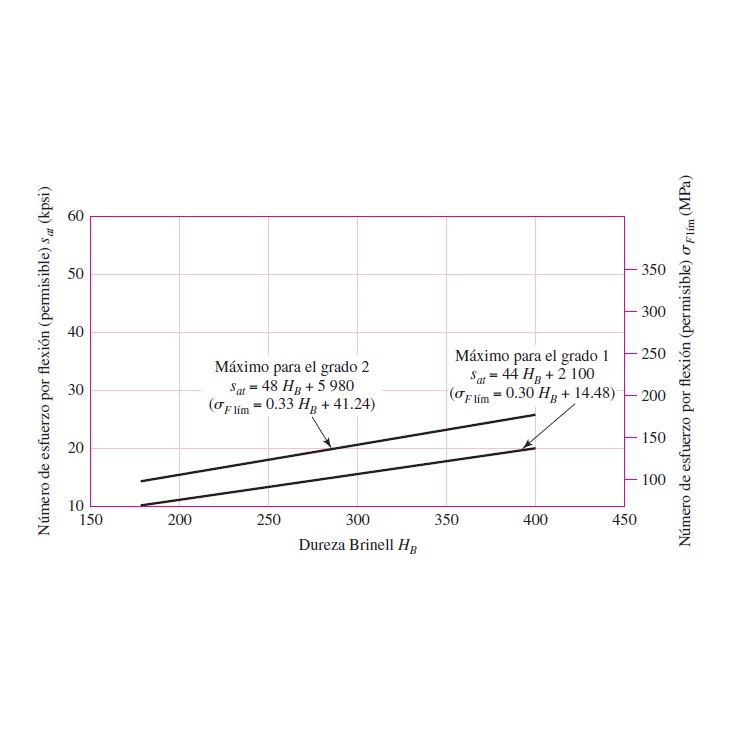 Número de esfuerzo por flexión (permisible) s_at (kpsi)
60
50
40
30
20
10
Máximo para el grado 2
s_at = 48 H_B + 5 980
(σ_F lím = 0.33 H_B + 41.24)
Máximo para el grado 1
s_at = 44 H_B + 2 100
(σ_F lím = 0.30 H_B + 14.48)
350
300
250
200
150
100
Número de esfuerzo por flexión (permisible) σ_F lím (MPa)
150 200 250 300 350 400 450
Dureza Brinell H_B